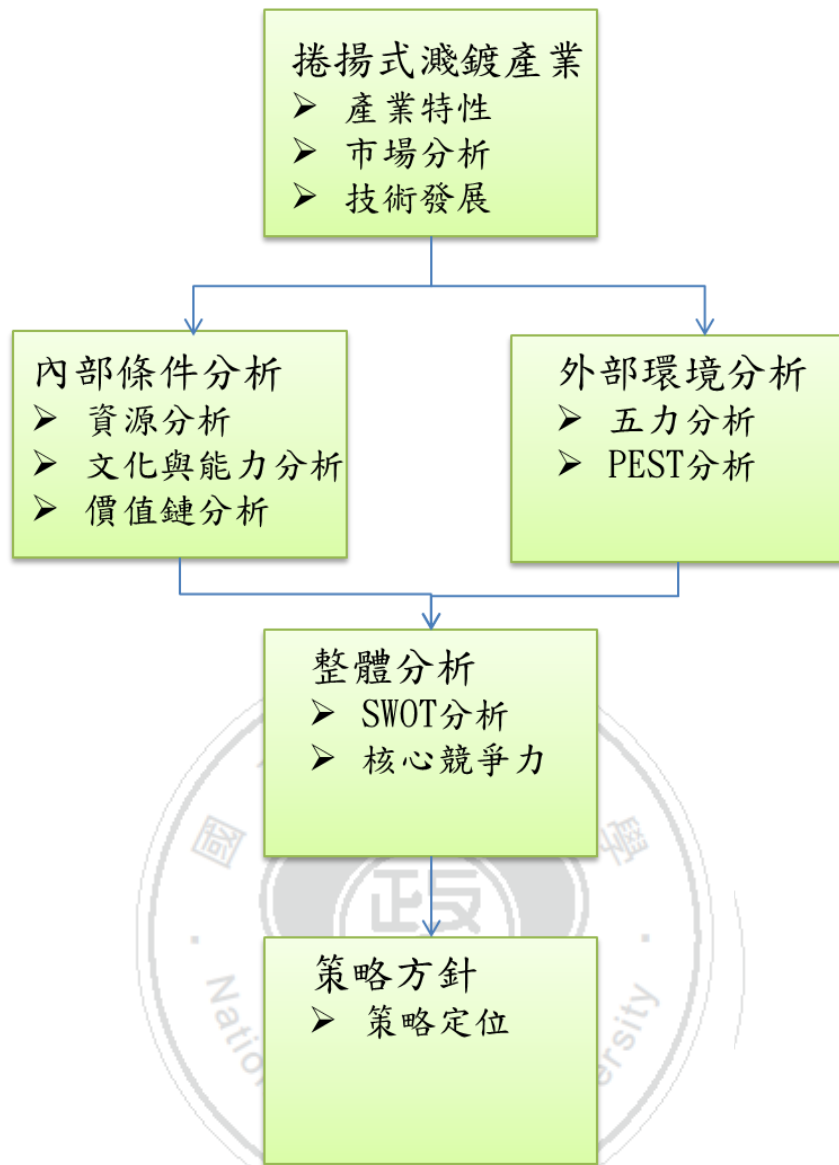 捲揚式濺鍍產業
➢ 產業特性
➢ 市場分析
➢ 技術發展
內部條件分析
➢ 資源分析
➢ 文化與能力分析
➢ 價值鏈分析
外部環境分析
➢ 五力分析
➢ PEST分析
整體分析
➢ SWOT分析
➢ 核心競爭力
國
學
政
策略方針
➢ 策略定位